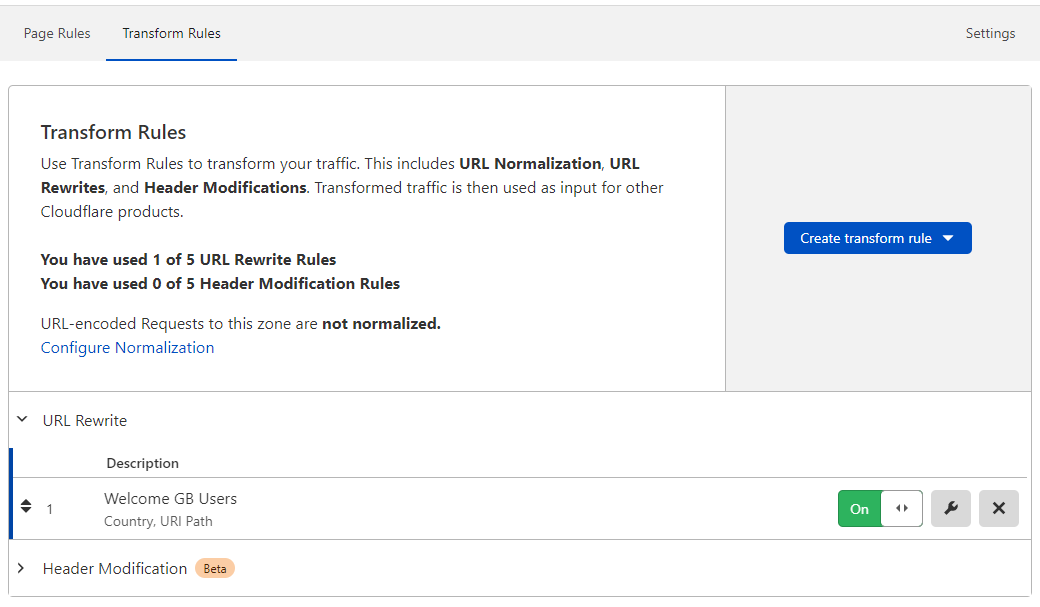 Page Rules
Transform Rules
Settings
Transform Rules
Use Transform Rules to transform your traffic. This includes URL Normalization, URL
Rewrites, and Header Modifications. Transformed traffic is then used as input for other
Cloudflare products.
You have used 1 of 5 URL Rewrite Rules
You have used 0 of 5 Header Modification Rules
URL-encoded Requests to this zone are not normalized.
Configure Normalization
Create transform rule
URL Rewrite
Description
1
Welcome GB Users
Country, URI Path
On
Header Modification Beta